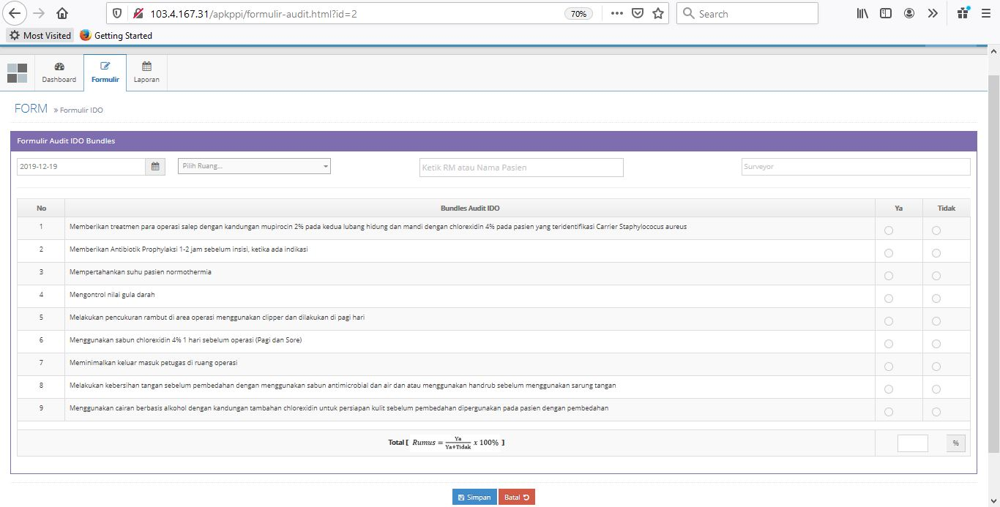 103.4.167.31/apkppi/formulir-audit.html?id=2
70%
Search
Most Visited
Getting Started
Dashboard
Formulir
Laporan
FORM » Formulir IDO
Formulir Audit IDO Bundles
2019-12-19
Pilih Ruang...
Ketik RM atau Nama Pasien
Surveyor
No Bundles Audit IDO Ya Tidak
1 Memberikan treatmen para operasi salep dengan kandungan mupirocin 2% pada kedua lubang hidung dan mandi dengan chlorexidin 4% pada pasien yang teridentifikasi Carrier Staphylococus aureus
2 Memberikan Antibiotik Prophylaksi 1-2 jam sebelum insisi, ketika ada indikasi
3 Mempertahankan suhu pasien normothermia
4 Mengontrol nilai gula darah
5 Melakukan pencukuran rambut di area operasi menggunakan clipper dan dilakukan di pagi hari
6 Menggunakan sabun chlorexidin 4% 1 hari sebelum operasi (Pagi dan Sore)
7 Meminimalkan keluar masuk petugas di ruang operasi
8 Melakukan kebersihan tangan sebelum pembedahan dengan menggunakan sabun antimicrobial dan air dan atau menggunakan handrub sebelum menggunakan sarung tangan
9 Menggunakan cairan berbasis alkohol dengan kandungan tambahan chlorexidin untuk persiapan kulit sebelum pembedahan dipergunakan pada pasien dengan pembedahan
Total [ Rumus = Ya / Ya+Tidak x 100% ] %
Simpan
Batal